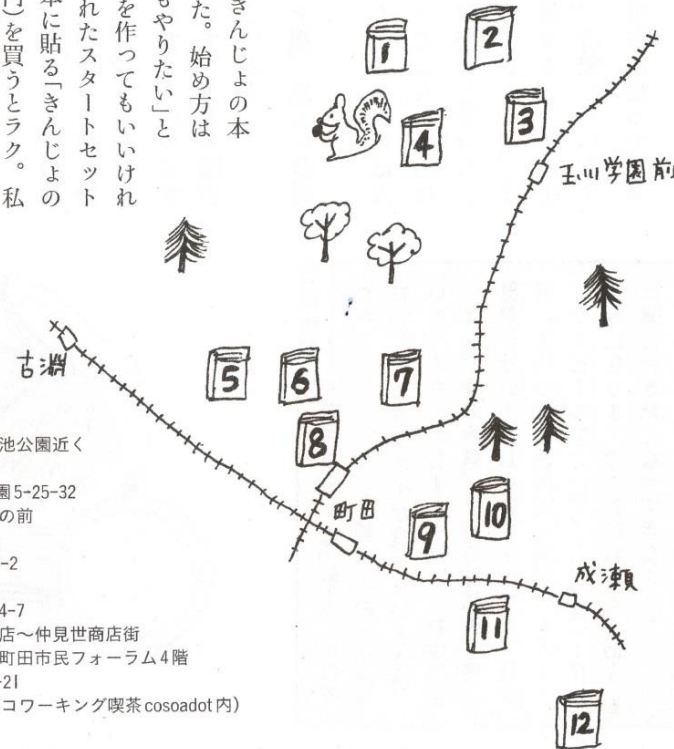 きんじょの本
た。始め方は
もやりたい」と
を作ってもいいけれ
れたスタートセット
本に貼る「きんじょの
円)を買うとラク。私
1
2
3
4
玉川学園前
古淵
5
6
7
8
町田
9
10
成瀬
11
12
池公園近く
園5-25-32
の前
-2
4-7
店〜仲見世商店街
町田市民フォーラム4階
-21
コワーキング喫茶cosoadot内)